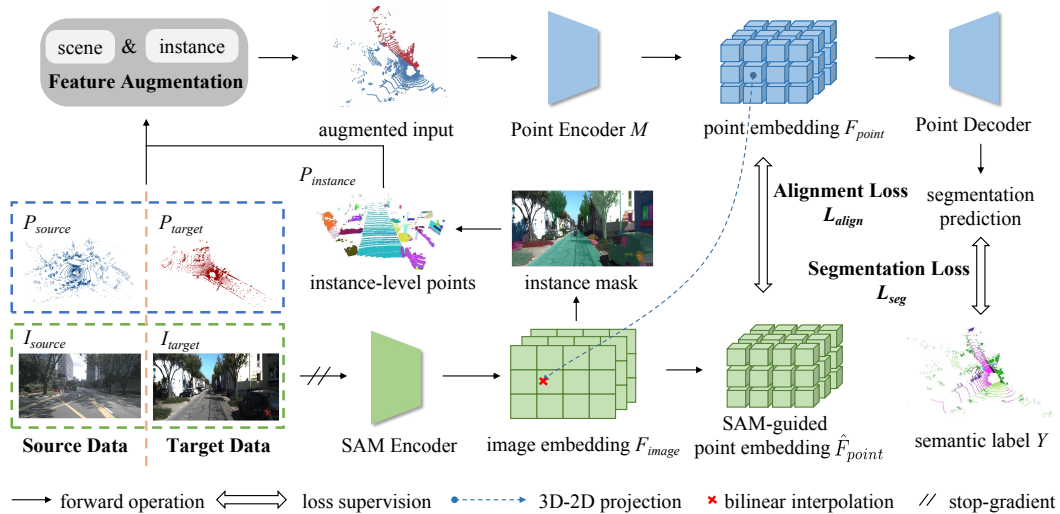 scene & instance
Feature Augmentation
augmented input
Point Encoder M
point embedding F_point
Point Decoder
P_instance
Alignment Loss
L_align
segmentation
prediction
P_source
P_target
instance-level points
instance mask
Segmentation Loss
L_seg
I_source
I_target
Source Data
Target Data
SAM Encoder
image embedding F_image
SAM-guided
point embedding F̂_point
semantic label Y
forward operation
loss supervision
3D-2D projection
bilinear interpolation
stop-gradient